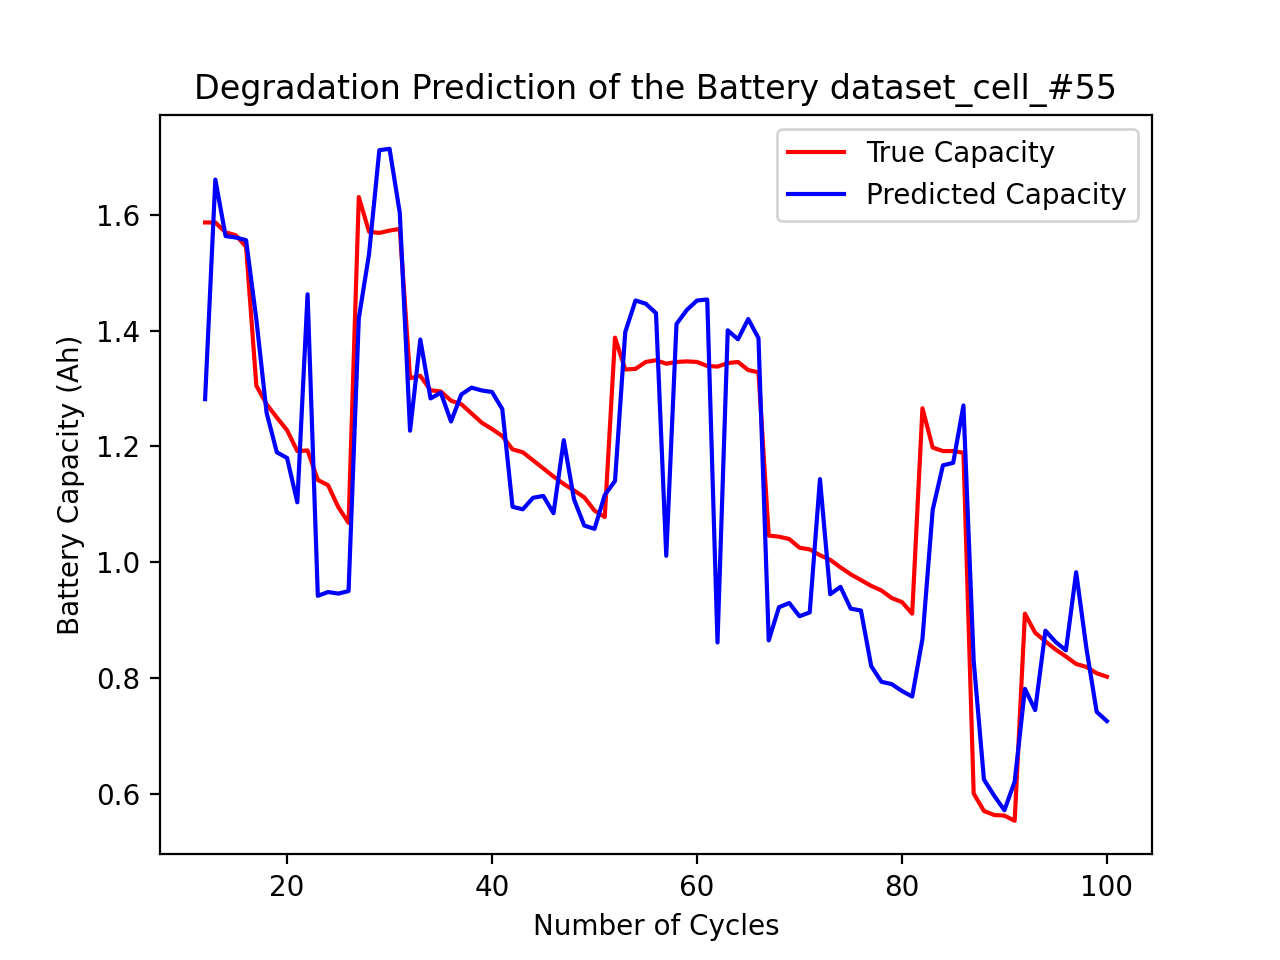 Degradation Prediction of the Battery dataset_cell_#55
True Capacity
Predicted Capacity
1.6
1.4
1.2
1.0
0.8
0.6
Battery Capacity (Ah)
20 40 60 80 100
Number of Cycles